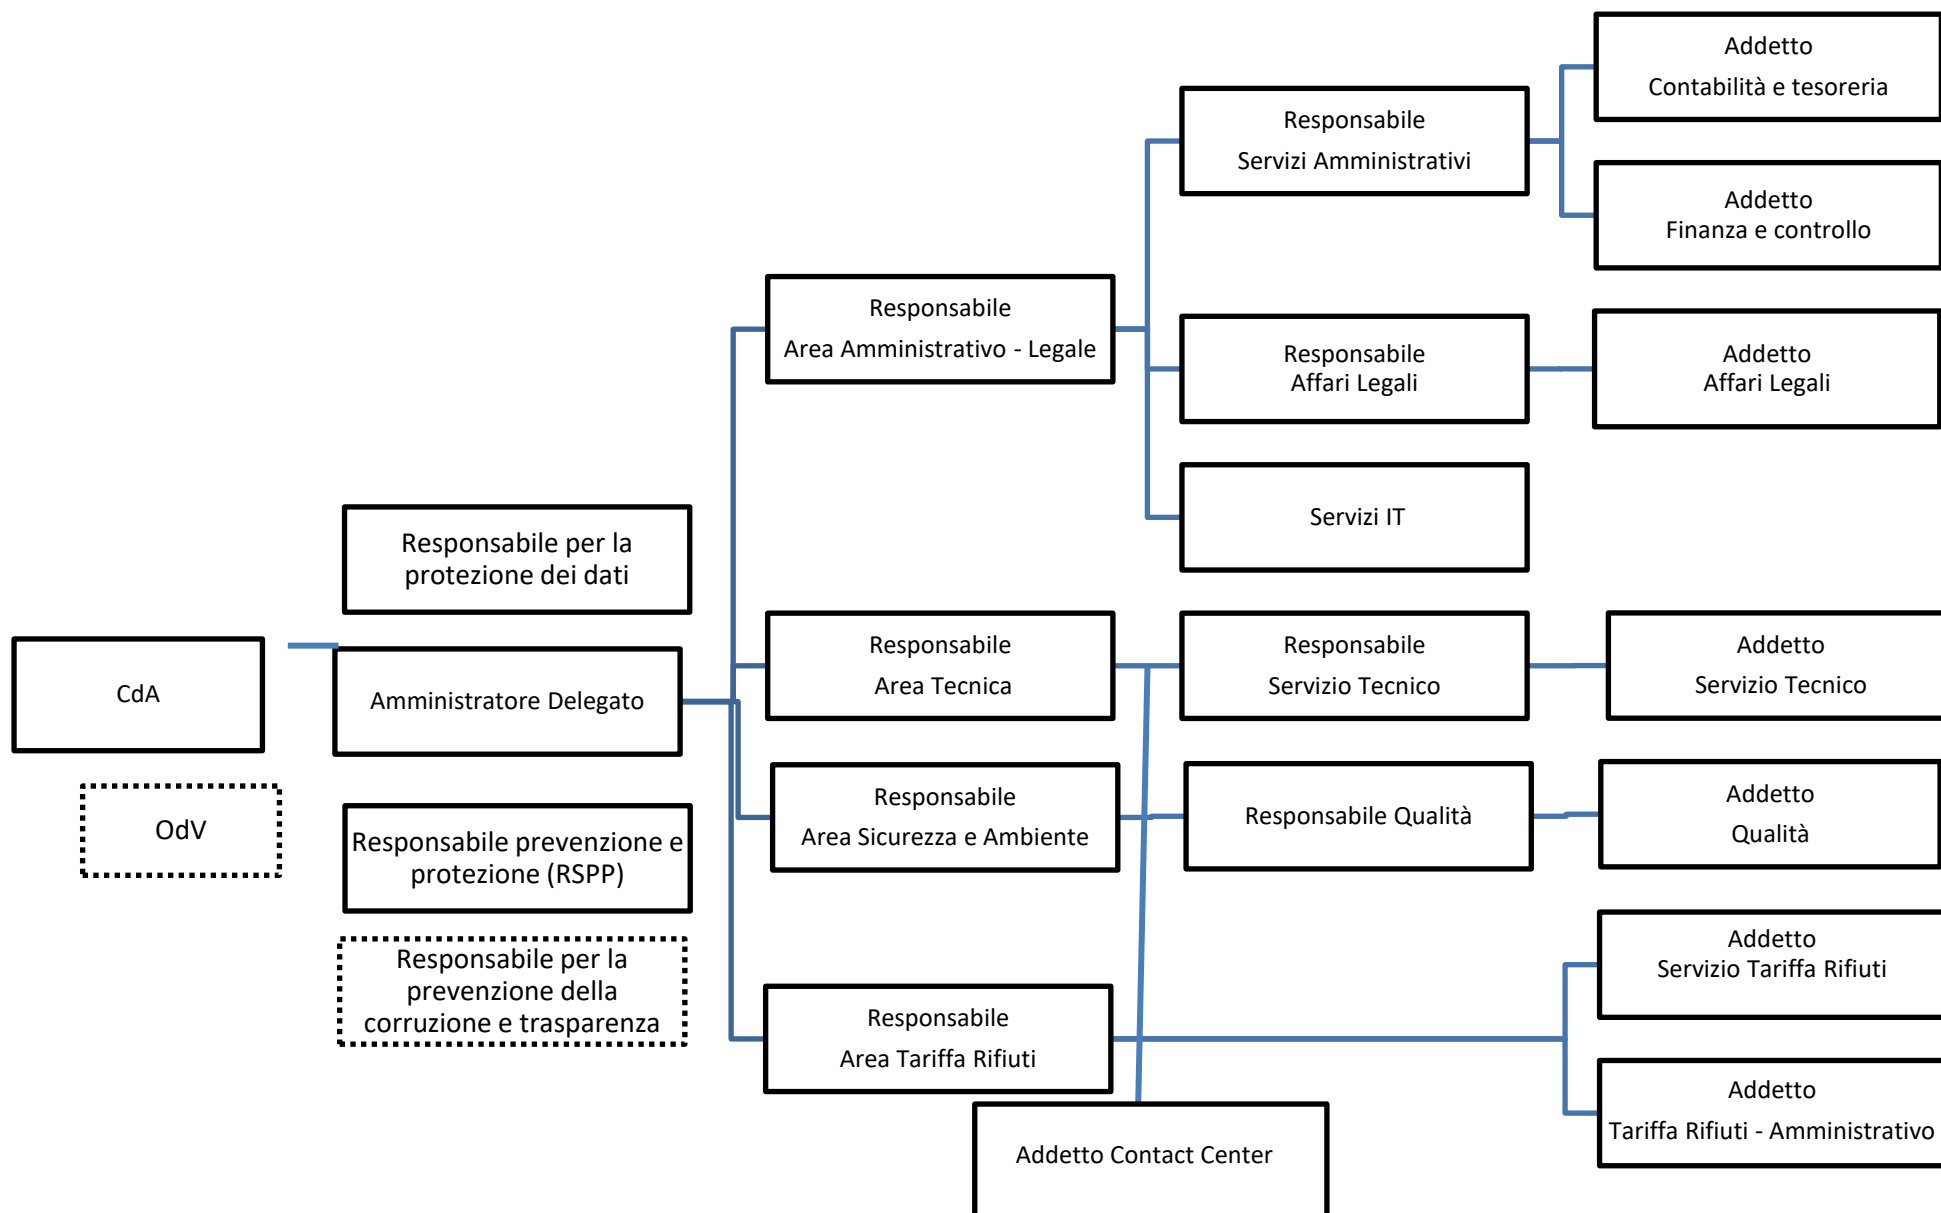 CdA
OdV
Responsabile per la
protezione dei dati
Amministratore Delegato
Responsabile prevenzione e
protezione (RSPP)
Responsabile per la
prevenzione della
corruzione e trasparenza
Responsabile
Area Amministrativo - Legale
Responsabile
Area Tecnica
Responsabile
Area Sicurezza e Ambiente
Responsabile
Area Tariffa Rifiuti
Addetto Contact Center
Responsabile
Servizi Amministrativi
Responsabile
Affari Legali
Servizi IT
Responsabile
Servizio Tecnico
Responsabile Qualità
Addetto
Contabilità e tesoreria
Addetto
Finanza e controllo
Addetto
Affari Legali
Addetto
Servizio Tecnico
Addetto
Qualità
Addetto
Servizio Tariffa Rifiuti
Addetto
Tariffa Rifiuti - Amministrativo